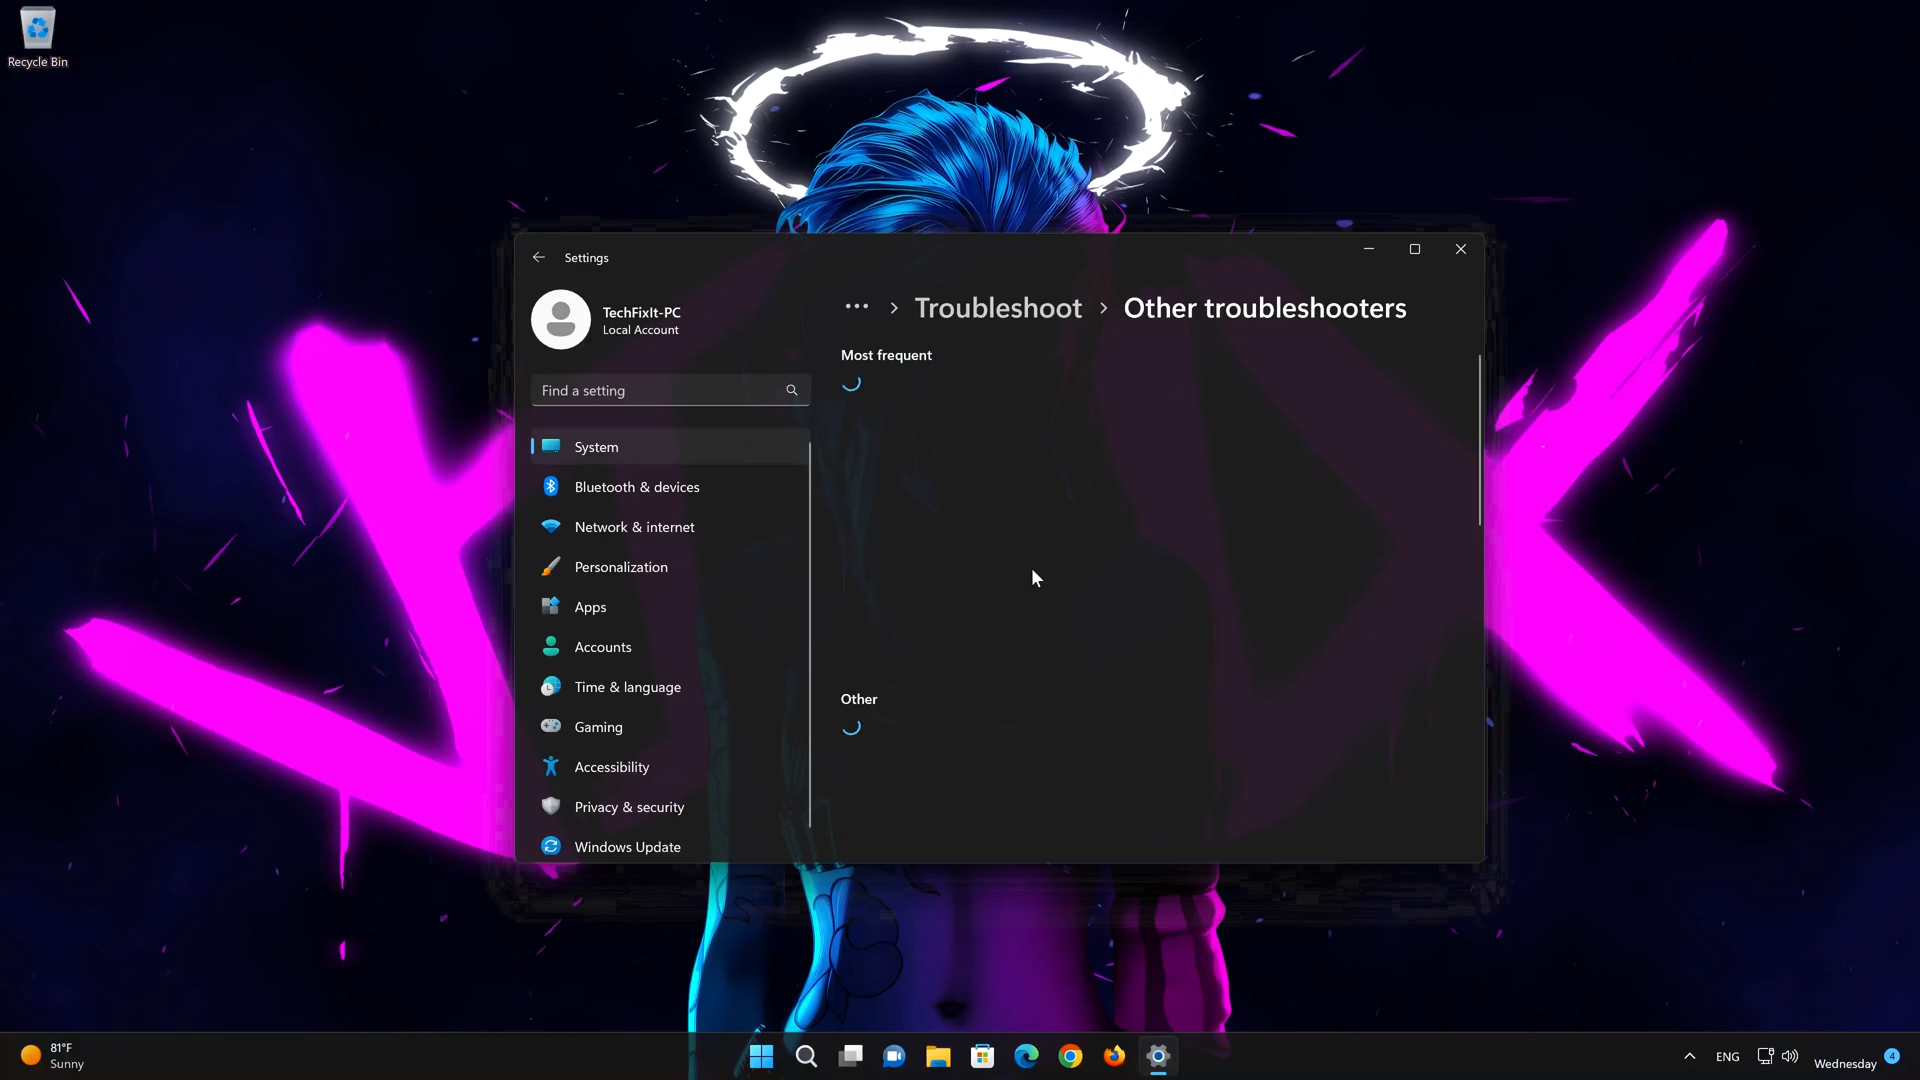 Recycle Bin
Settings
TechFixIt-PC
Local Account
Find a setting
System
Bluetooth & devices
Network & internet
Personalization
Apps
Accounts
Time & language
Gaming
Accessibility
Privacy & security
Windows Update
··· > Troubleshoot > Other troubleshooters
Most frequent
Other
81°F
Sunny
ENG
Wednesday
4